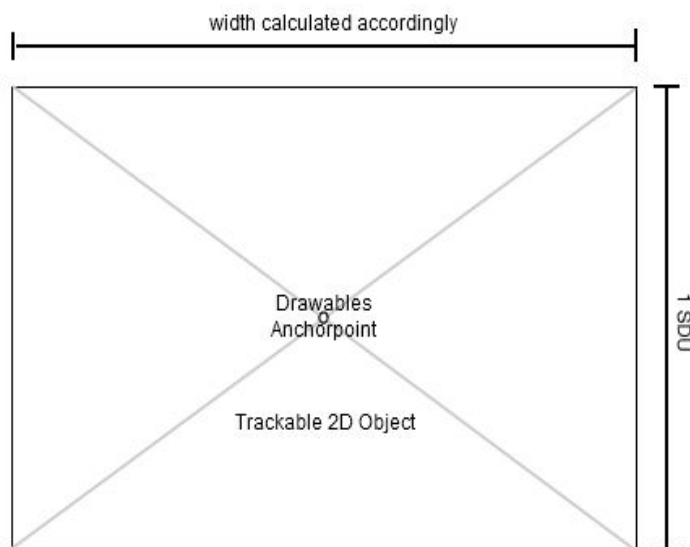 width calculated accordingly
Drawables
Anchorpoint
1 SDU
Trackable 2D Object